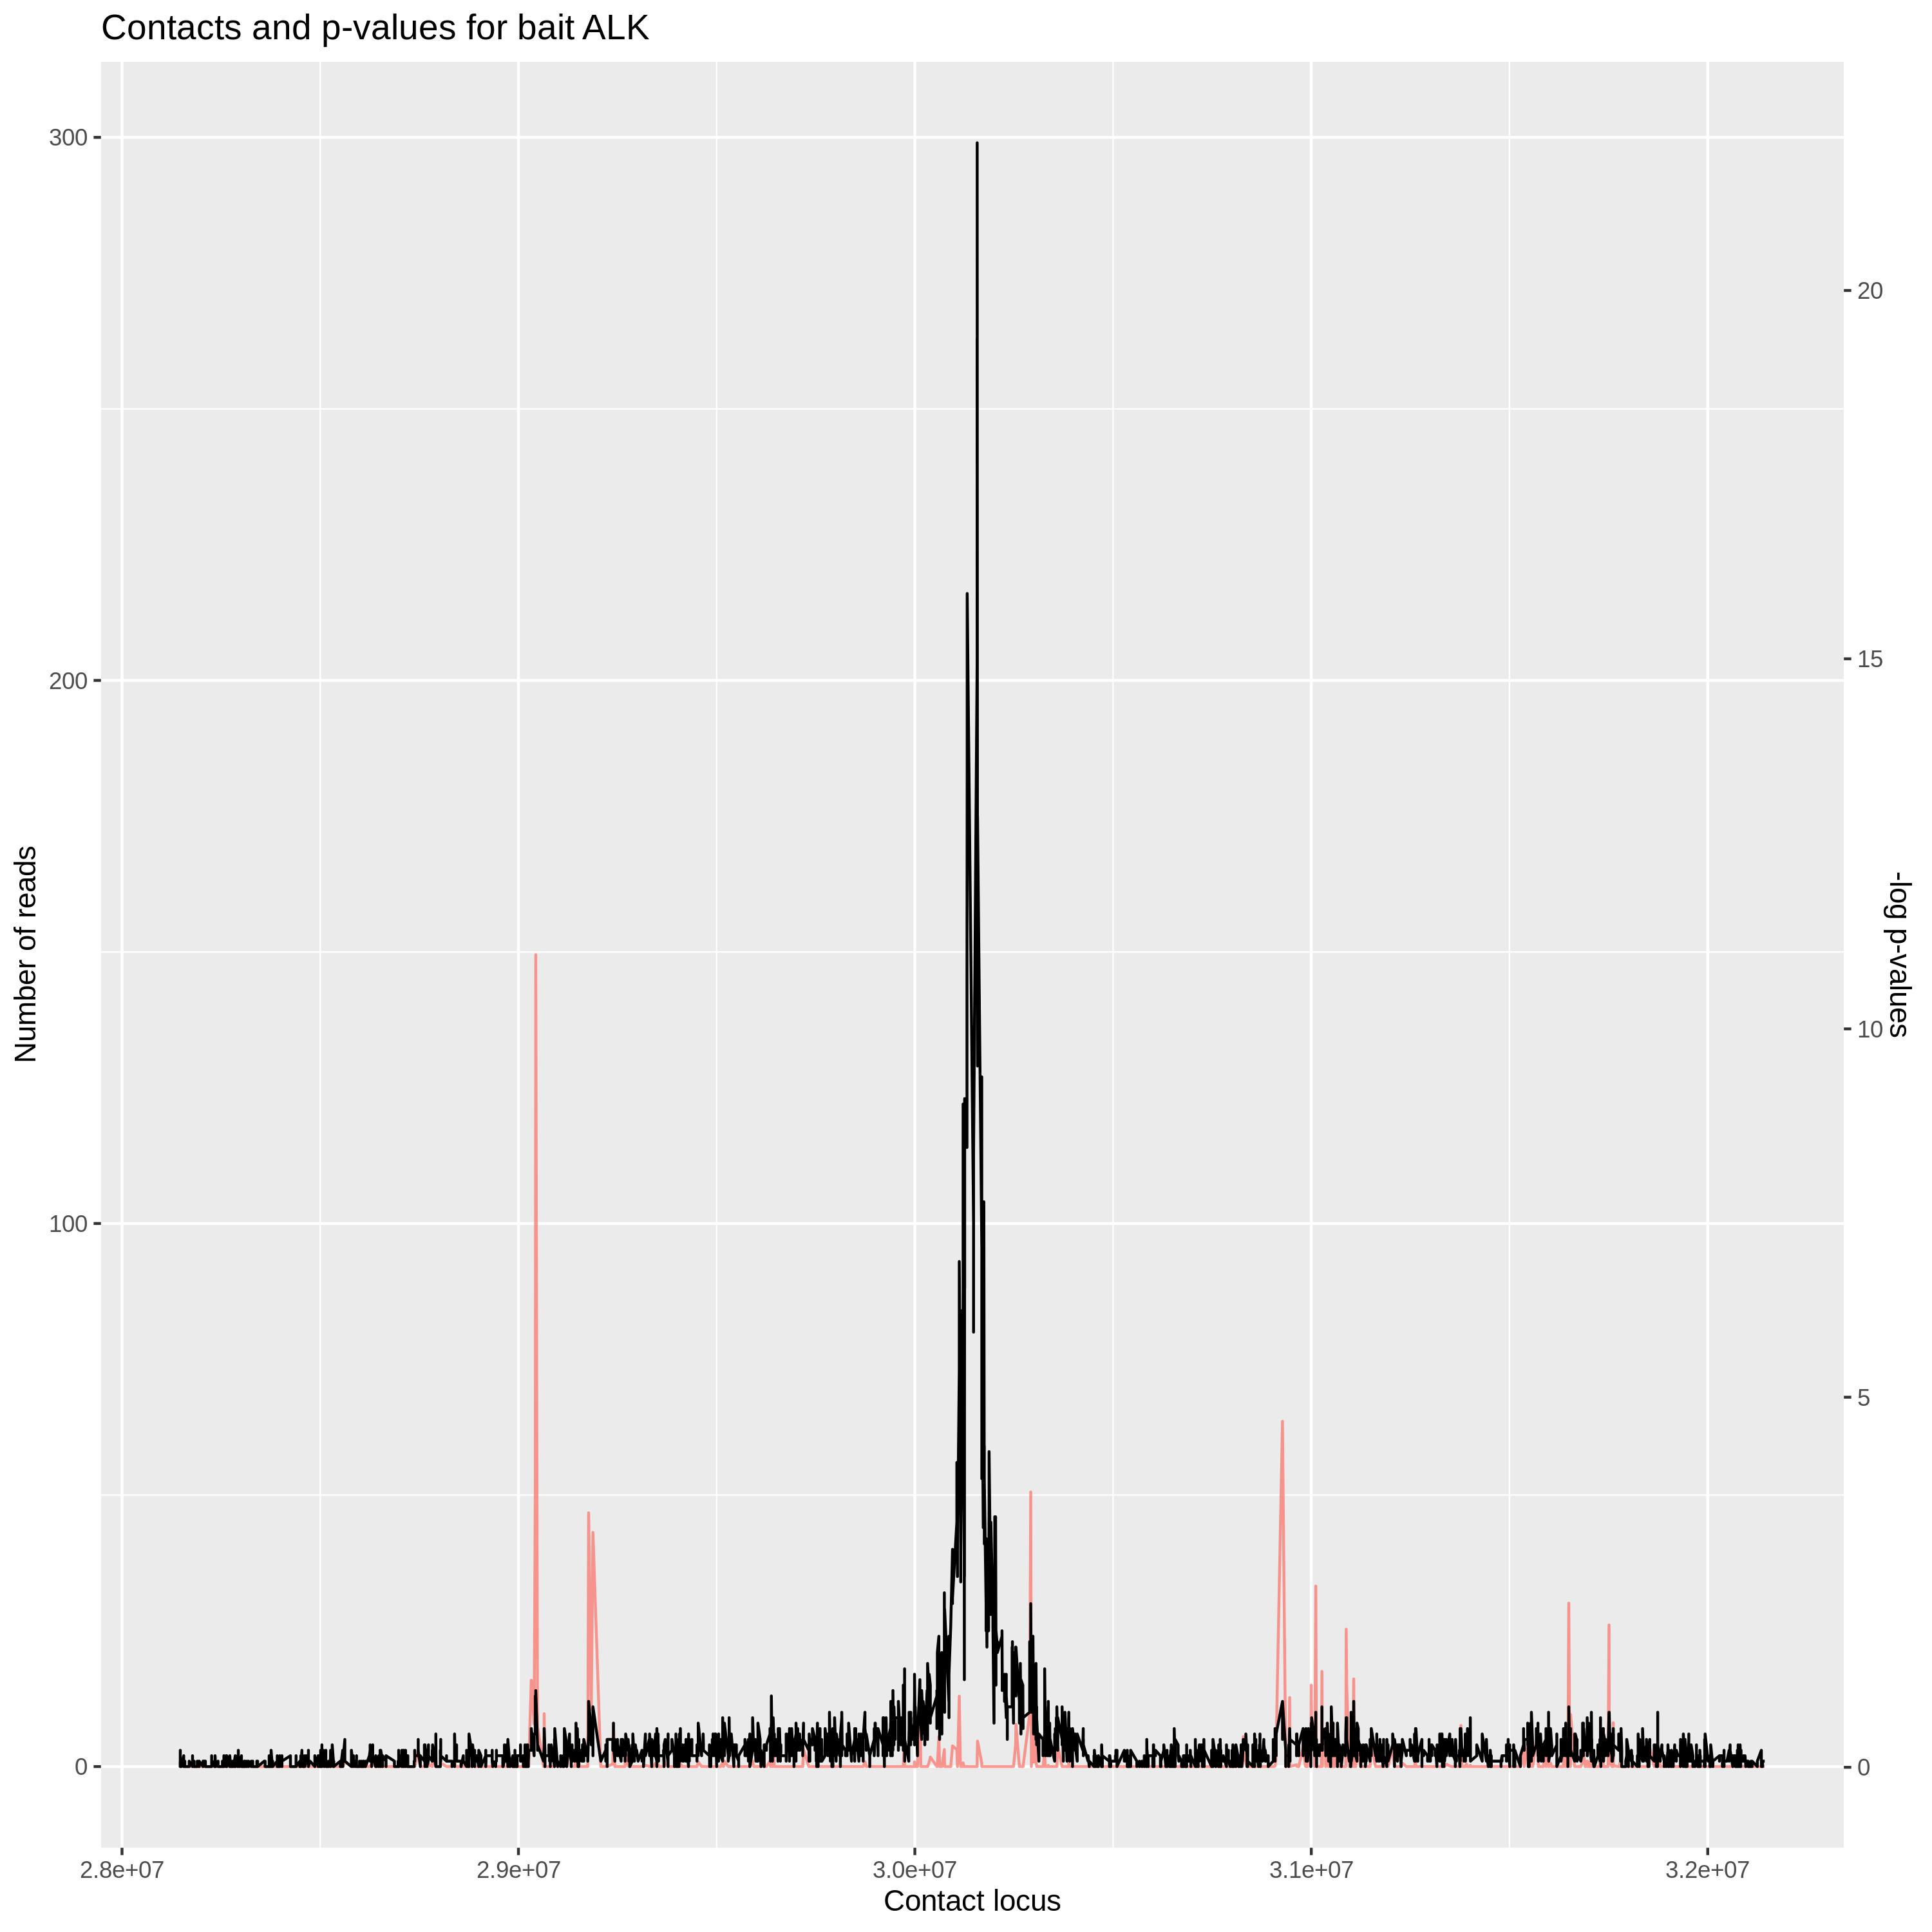 Contacts and p-values for bait ALK
300
200
100
0
Number of reads
20
15
10
5
0
-log p-values
2.8e+07 2.9e+07 3.0e+07 3.1e+07 3.2e+07
Contact locus